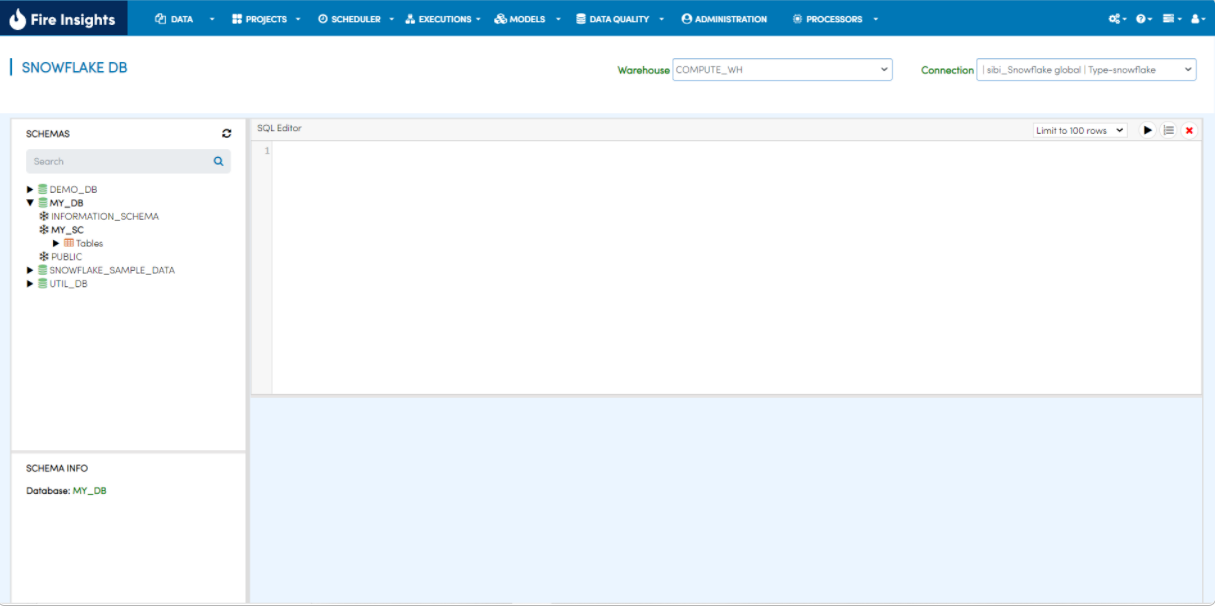 Fire Insights DATA PROJECTS SCHEDULER EXECUTIONS MODELS DATA QUALITY ADMINISTRATION PROCESSORS
SNOWFLAKE DB Warehouse COMPUTE_WH Connection | sibi_Snowflake global | Type-snowflake
SCHEMAS
SQL Editor Limit to 100 rows
1
Search
DEMO_DB
MY_DB
INFORMATION_SCHEMA
MY_SC
Tables
PUBLIC
SNOWFLAKE_SAMPLE_DATA
UTIL_DB
SCHEMA INFO
Database: MY_DB